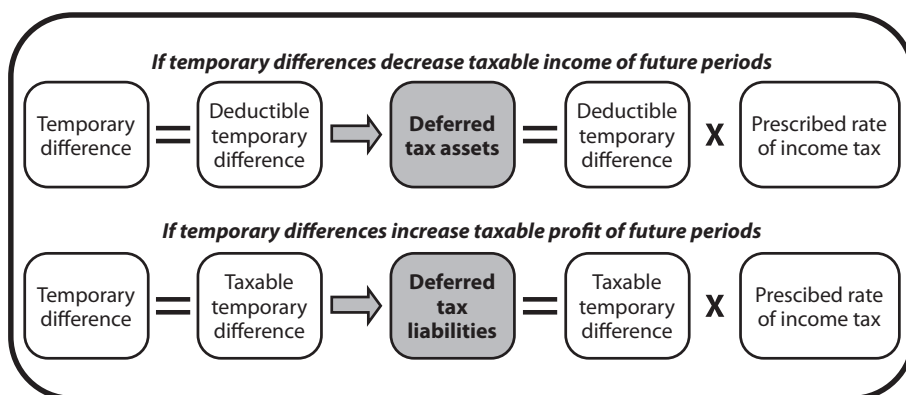 If temporary differences decrease taxable income of future periods
Temporary
difference
=
Deductible
temporary
difference
Deferred
tax assets
=
Deductible
temporary
difference
X
Prescribed rate
of income tax
If temporary differences increase taxable profit of future periods
Temporary
difference
=
Taxable
temporary
difference
Deferred
tax
liabilities
=
Taxable
temporary
difference
X
Prescibed rate
of income tax